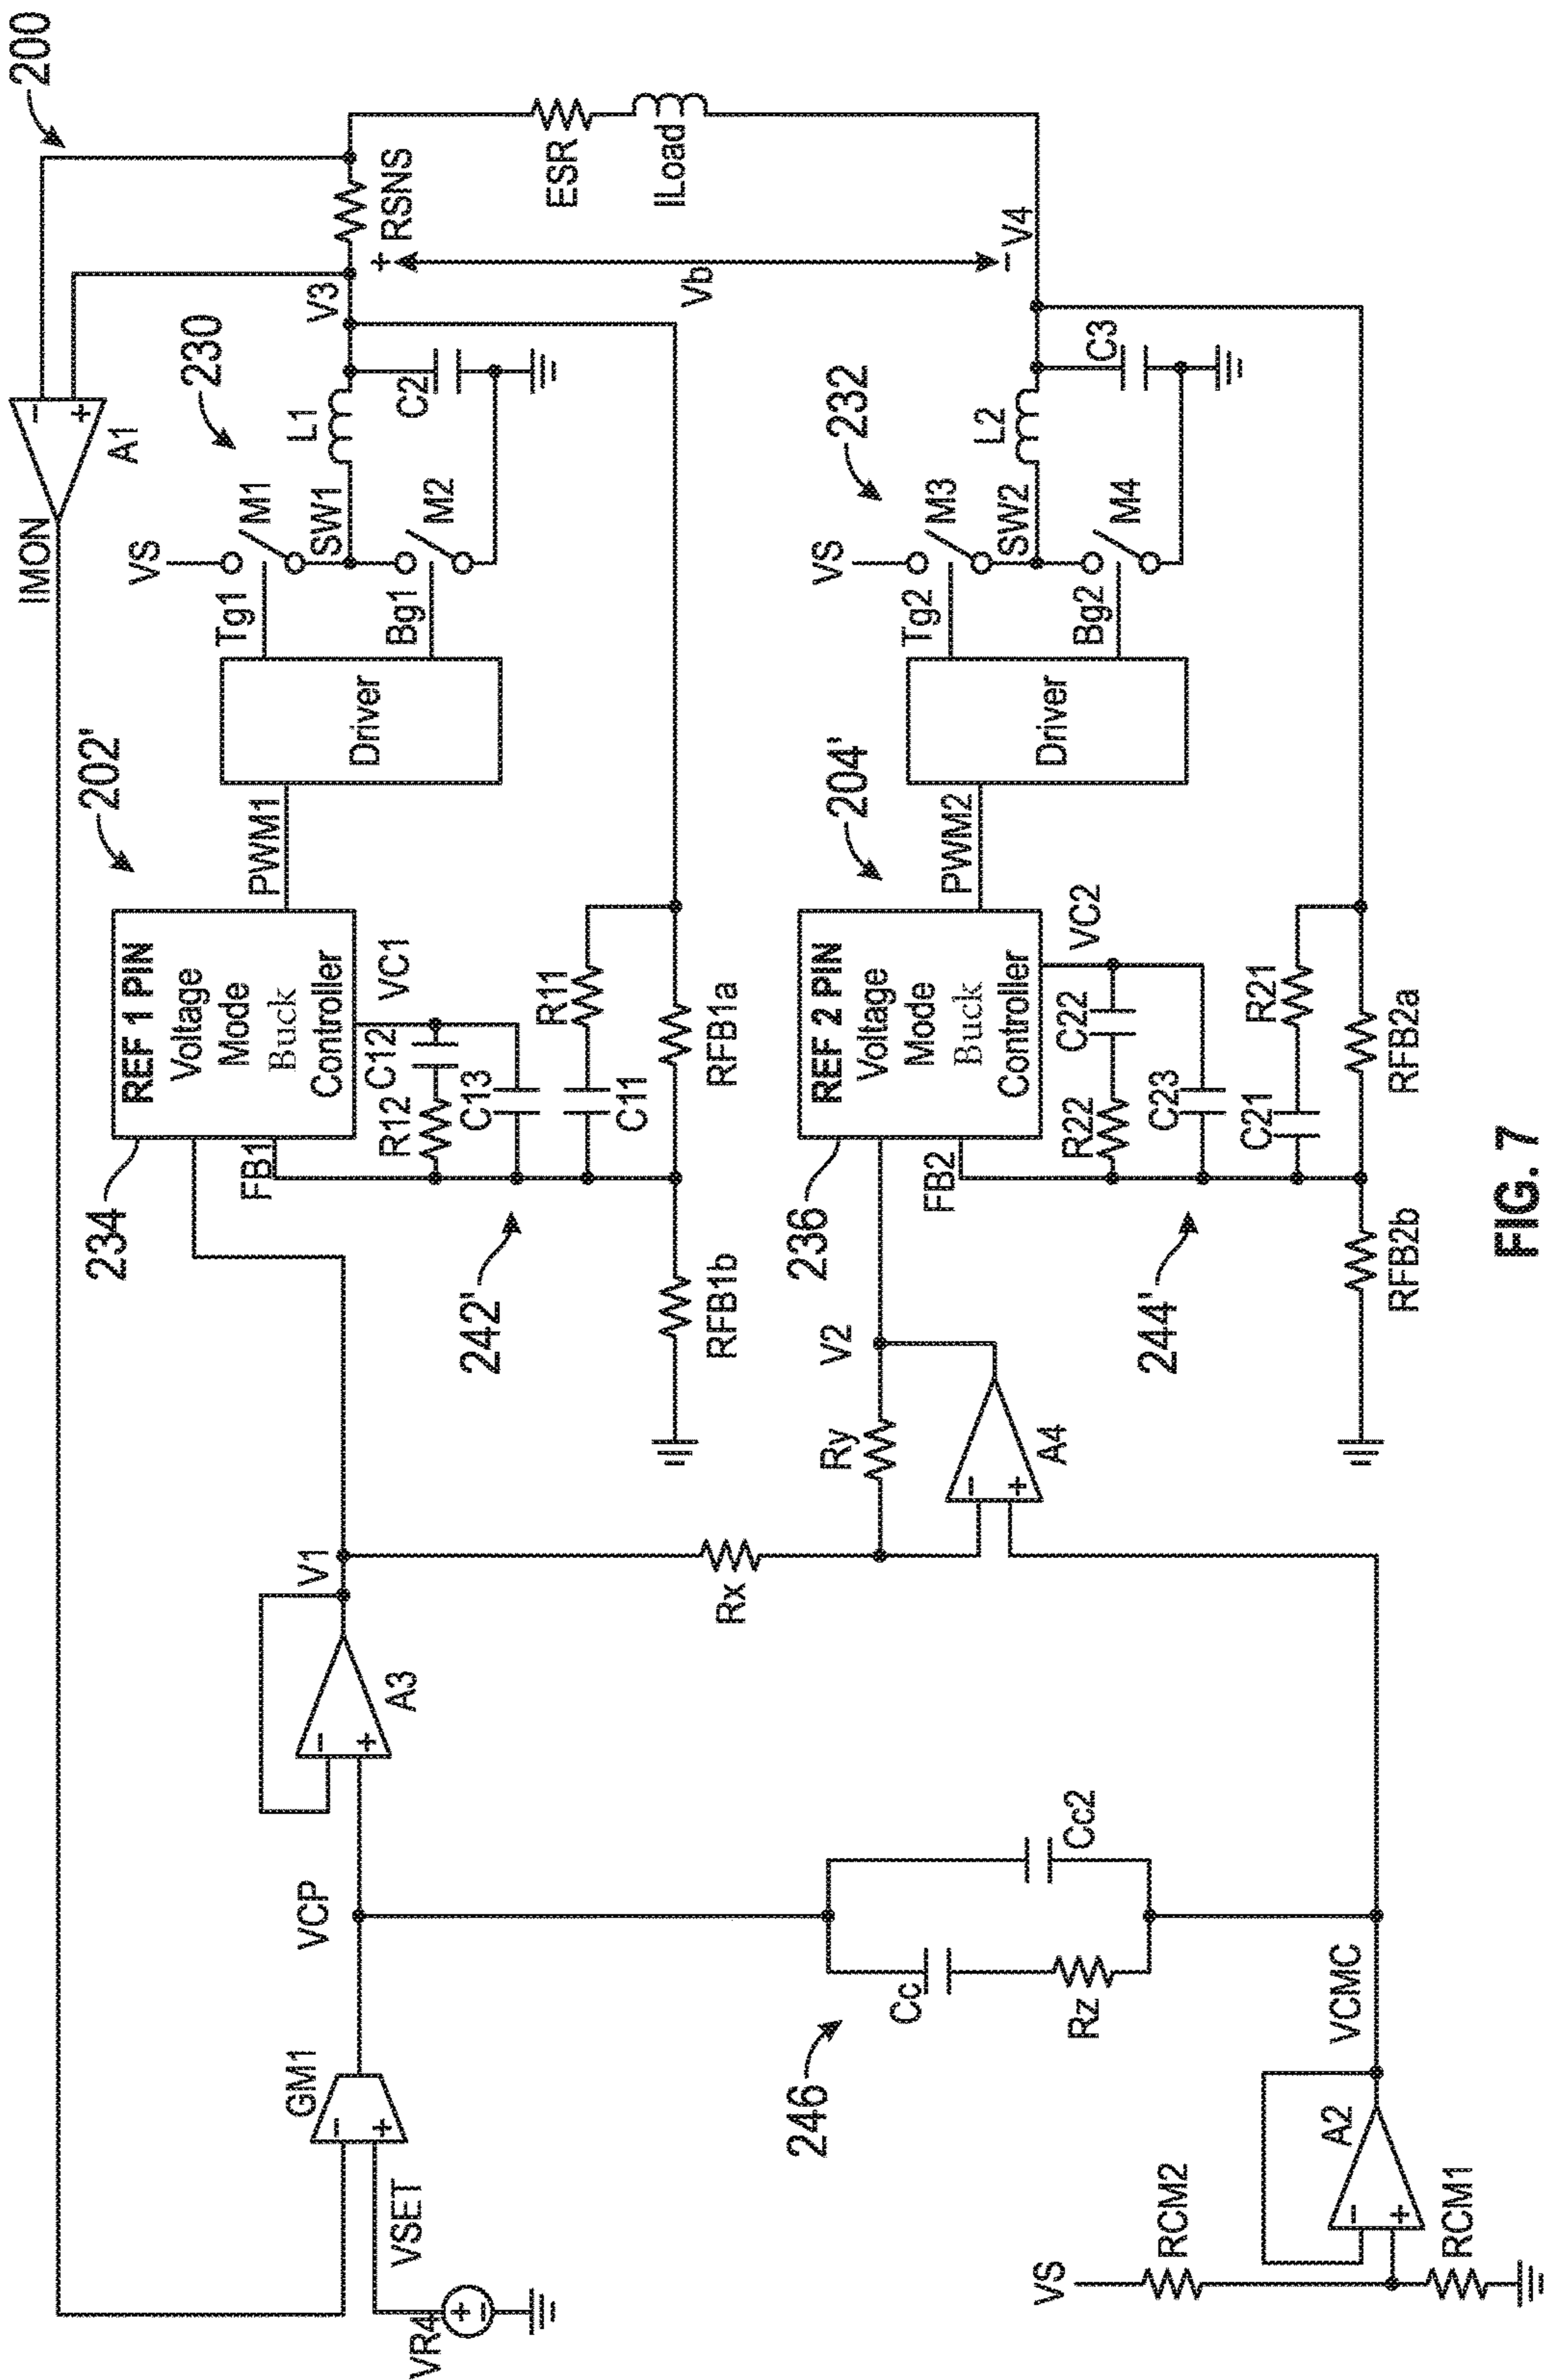 200
IMON
A1
-
+
V3
RSNS
+
Vb
-
V4
ESR
ILoad
230
VS
M1
Tg1
SW1
L1
C2
Bg1
M2
Driver
202'
PWM1
234
REF 1 PIN
Voltage
Mode
Buck
Controller
FB1
VC1
C12
R12
C13
R11
C11
RFB1a
RFB1b
242'
232
VS
M3
Tg2
SW2
L2
C3
Bg2
M4
Driver
204'
PWM2
236
REF 2 PIN
Voltage
Mode
Buck
Controller
FB2
VC2
C22
R22
C23
R21
C21
RFB2a
RFB2b
244'
V1
A3
-
+
Rx
V2
Ry
A4
-
+
VCP
GM1
-
+
VSET
VR4
+
-
246
Cc
Rz
Cc2
VCMC
A2
-
+
VS
RCM2
RCM1
FIG. 7